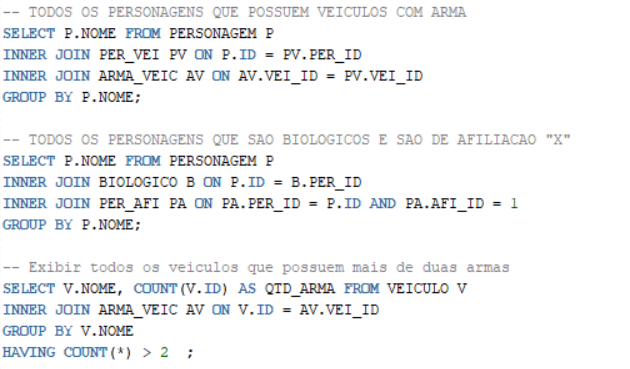 -- TODOS OS PERSONAGENS QUE POSSUEM VEICULOS COM ARMA
SELECT P.NOME FROM PERSONAGEM P
INNER JOIN PER_VEI PV ON P.ID = PV.PER_ID
INNER JOIN ARMA_VEIC AV ON AV.VEI_ID = PV.VEI_ID
GROUP BY P.NOME;

-- TODOS OS PERSONAGENS QUE SAO BIOLOGICOS E SAO DE AFILIACAO "X"
SELECT P.NOME FROM PERSONAGEM P
INNER JOIN BIOLOGICO B ON P.ID = B.PER_ID
INNER JOIN PER_AFI PA ON PA.PER_ID = P.ID AND PA.AFI_ID = 1
GROUP BY P.NOME;

-- Exibir todos os veiculos que possuem mais de duas armas
SELECT V.NOME, COUNT(V.ID) AS QTD_ARMA FROM VEICULO V
INNER JOIN ARMA_VEIC AV ON V.ID = AV.VEI_ID
GROUP BY V.NOME
HAVING COUNT(*) > 2  ;